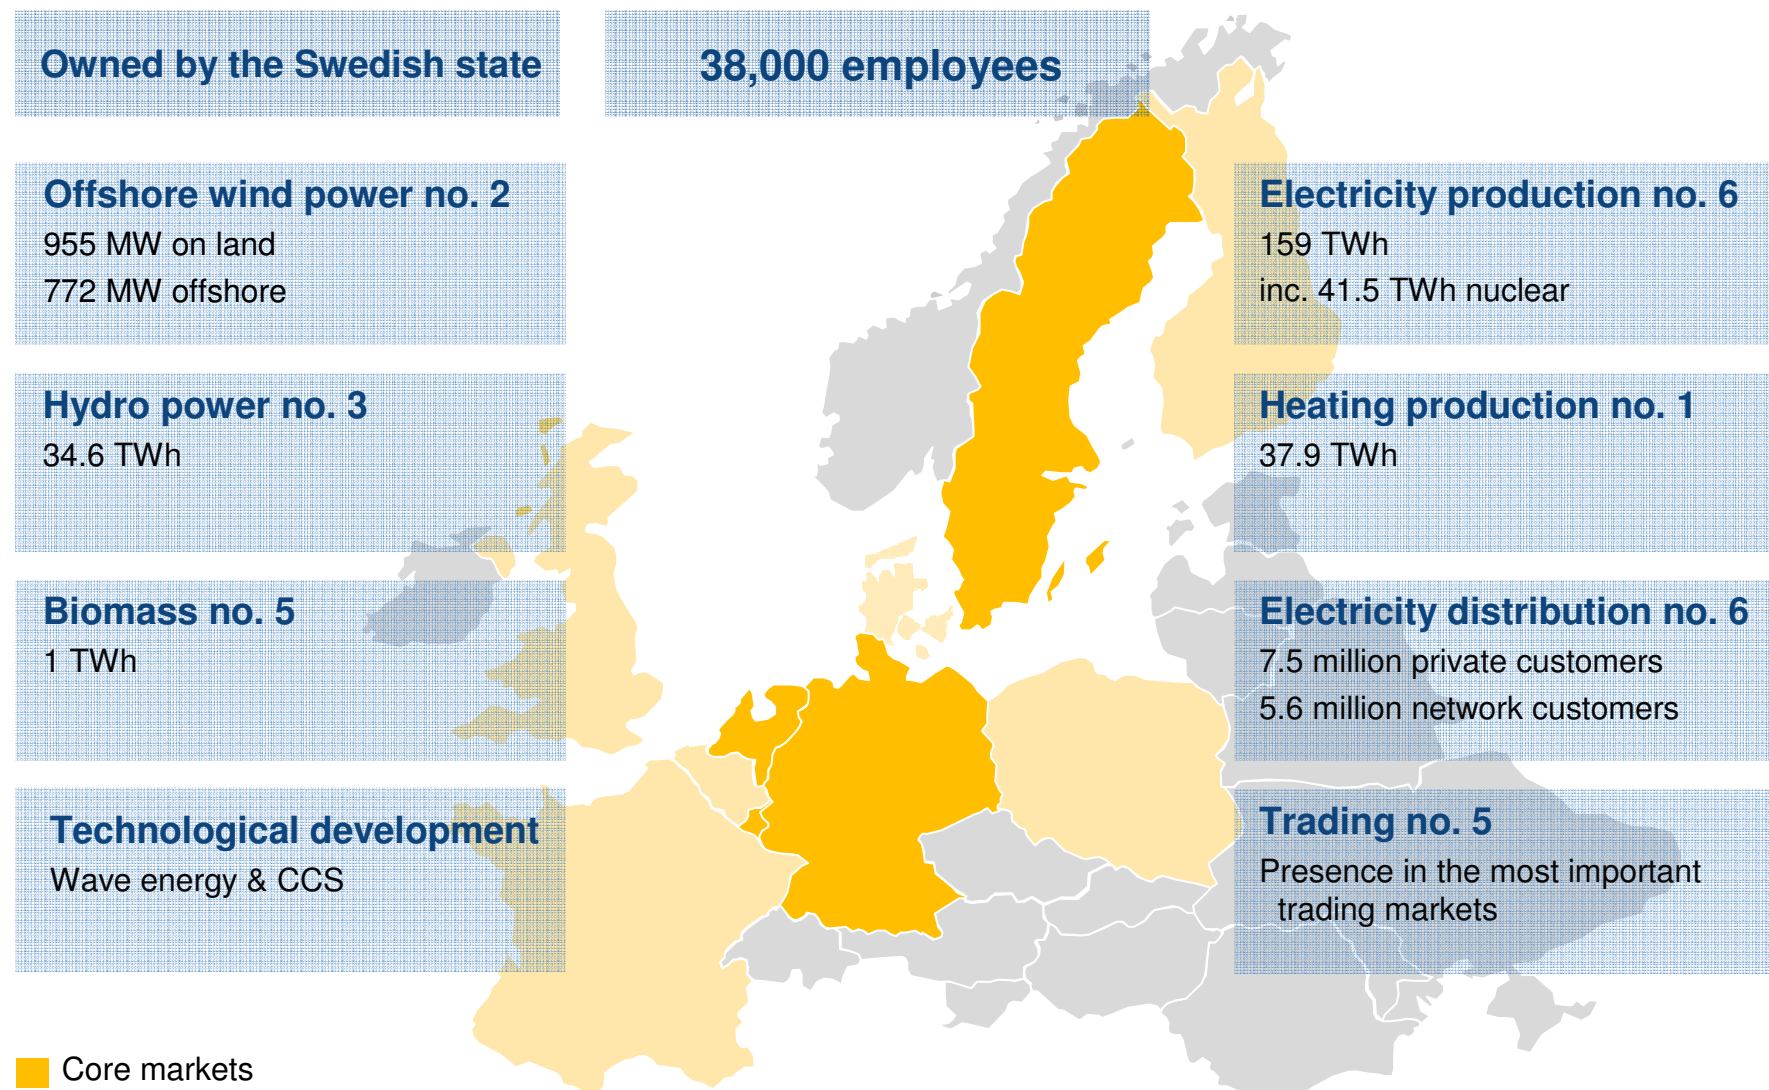 Owned by the Swedish state
38,000 employees
Offshore wind power no. 2
955 MW on land
772 MW offshore
Hydro power no. 3
34.6 TWh
Biomass no. 5
1 TWh
Technological development
Wave energy & CCS
Electricity production no. 6
159 TWh
inc. 41.5 TWh nuclear
Heating production no. 1
37.9 TWh
Electricity distribution no. 6
7.5 million private customers
5.6 million network customers
Trading no. 5
Presence in the most important
trading markets
Core markets